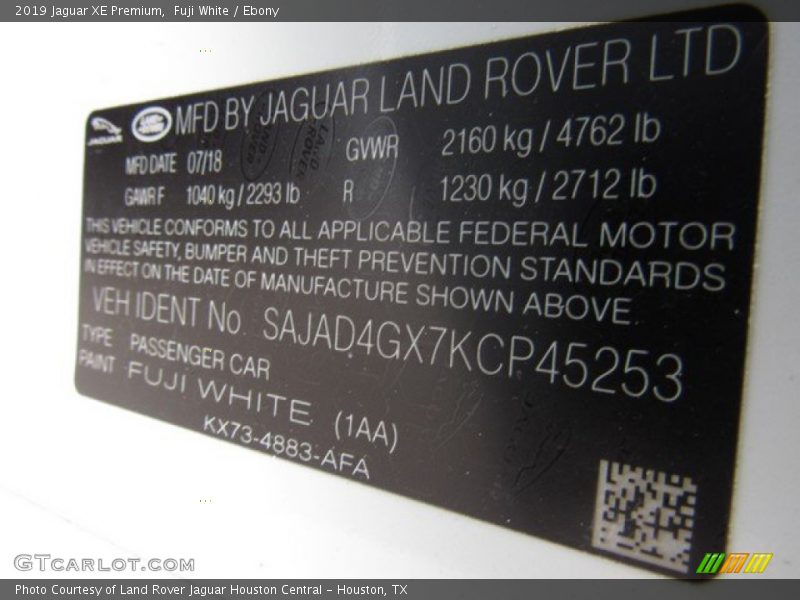 2019 Jaguar XE Premium, Fuji White / Ebony
JAGUAR LAND ROVER MFD BY JAGUAR LAND ROVER LTD
MFD DATE 07/18 GVWR 2160 kg / 4762 lb
GAWR F 1040 kg / 2293 lb R 1230 kg / 2712 lb
THIS VEHICLE CONFORMS TO ALL APPLICABLE FEDERAL MOTOR
VEHICLE SAFETY, BUMPER AND THEFT PREVENTION STANDARDS
IN EFFECT ON THE DATE OF MANUFACTURE SHOWN ABOVE.
VEH IDENT No. SAJAD4GX7KCP45253
TYPE PASSENGER CAR
PAINT FUJI WHITE (1AA)
KX73-4883-AFA
GTCARLOT.COM
Photo Courtesy of Land Rover Jaguar Houston Central - Houston, TX